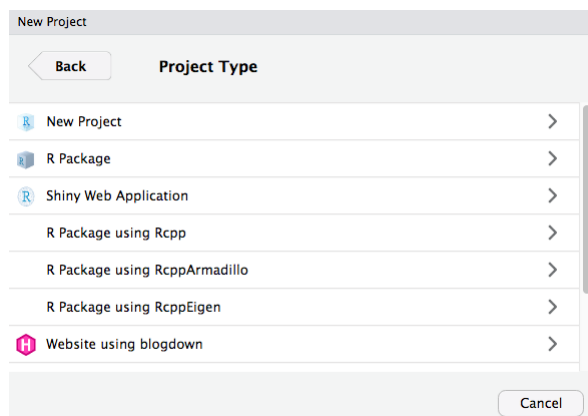 New Project
Back
Project Type
R New Project
R R Package
R Shiny Web Application
R Package using Rcpp
R Package using RcppArmadillo
R Package using RcppEigen
H Website using blogdown
Cancel